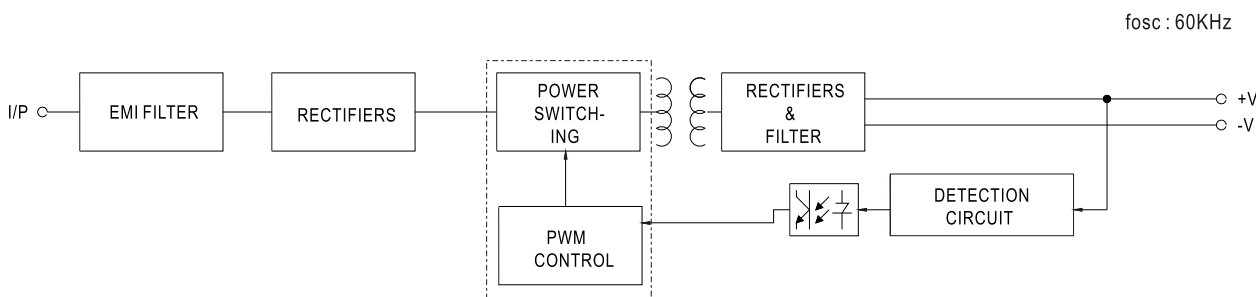 fosc : 60KHz
I/P
EMI FILTER
RECTIFIERS
POWER
SWITCH-
ING
RECTIFIERS
&
FILTER
+V
-V
DETECTION
CIRCUIT
PWM
CONTROL